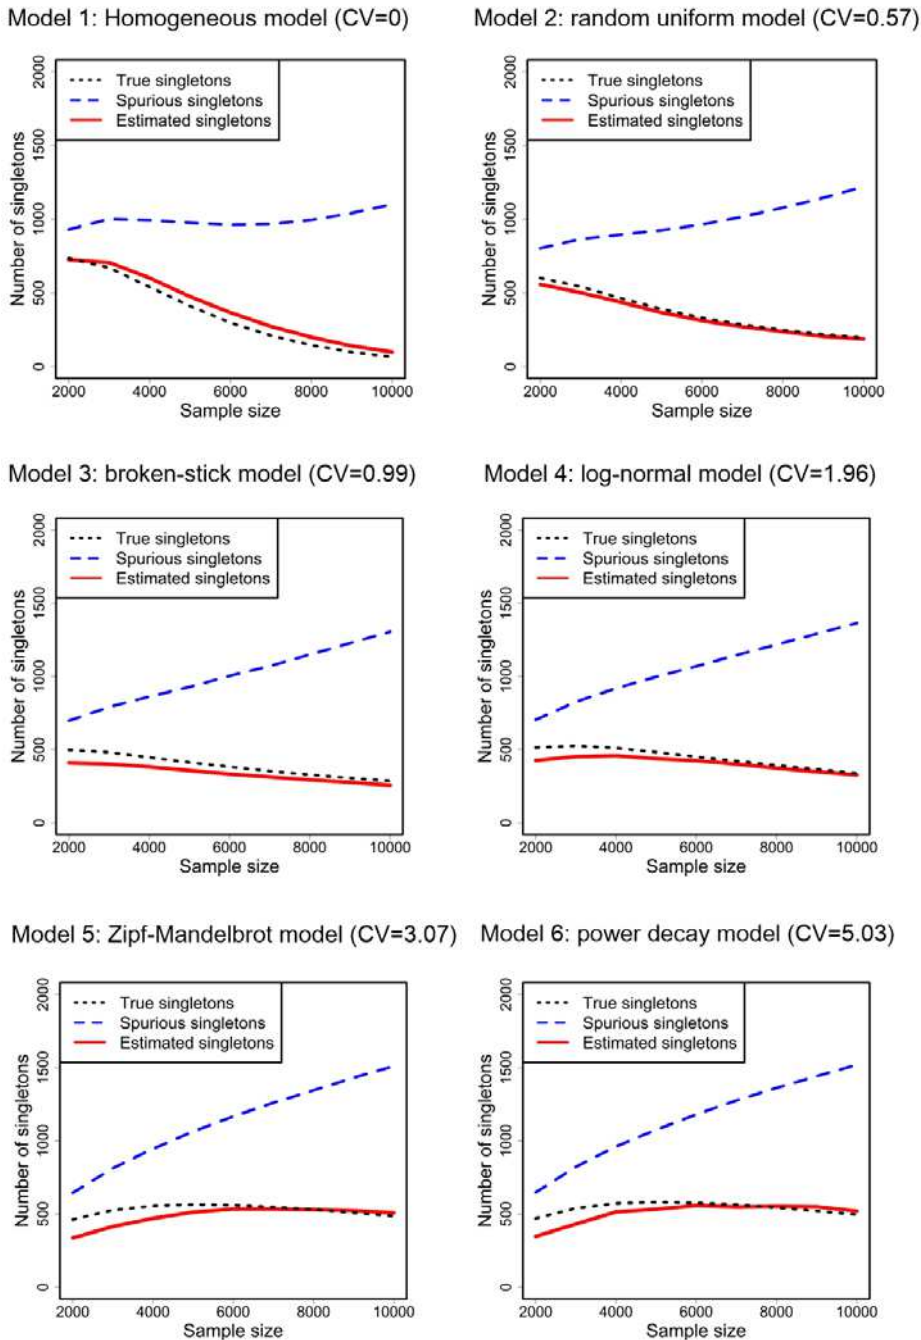 Model 1: Homogeneous model (CV=0)
True singletons
Spurious singletons
Estimated singletons
Number of singletons
0 500 1000 1500 2000
2000 4000 6000 8000 10000
Sample size
Model 2: random uniform model (CV=0.57)
True singletons
Spurious singletons
Estimated singletons
Number of singletons
0 500 1000 1500 2000
2000 4000 6000 8000 10000
Sample size
Model 3: broken-stick model (CV=0.99)
True singletons
Spurious singletons
Estimated singletons
Number of singletons
0 500 1000 1500 2000
2000 4000 6000 8000 10000
Sample size
Model 4: log-normal model (CV=1.96)
True singletons
Spurious singletons
Estimated singletons
Number of singletons
0 500 1000 1500 2000
2000 4000 6000 8000 10000
Sample size
Model 5: Zipf-Mandelbrot model (CV=3.07)
True singletons
Spurious singletons
Estimated singletons
Number of singletons
0 500 1000 1500 2000
2000 4000 6000 8000 10000
Sample size
Model 6: power decay model (CV=5.03)
True singletons
Spurious singletons
Estimated singletons
Number of singletons
0 500 1000 1500 2000
2000 4000 6000 8000 10000
Sample size